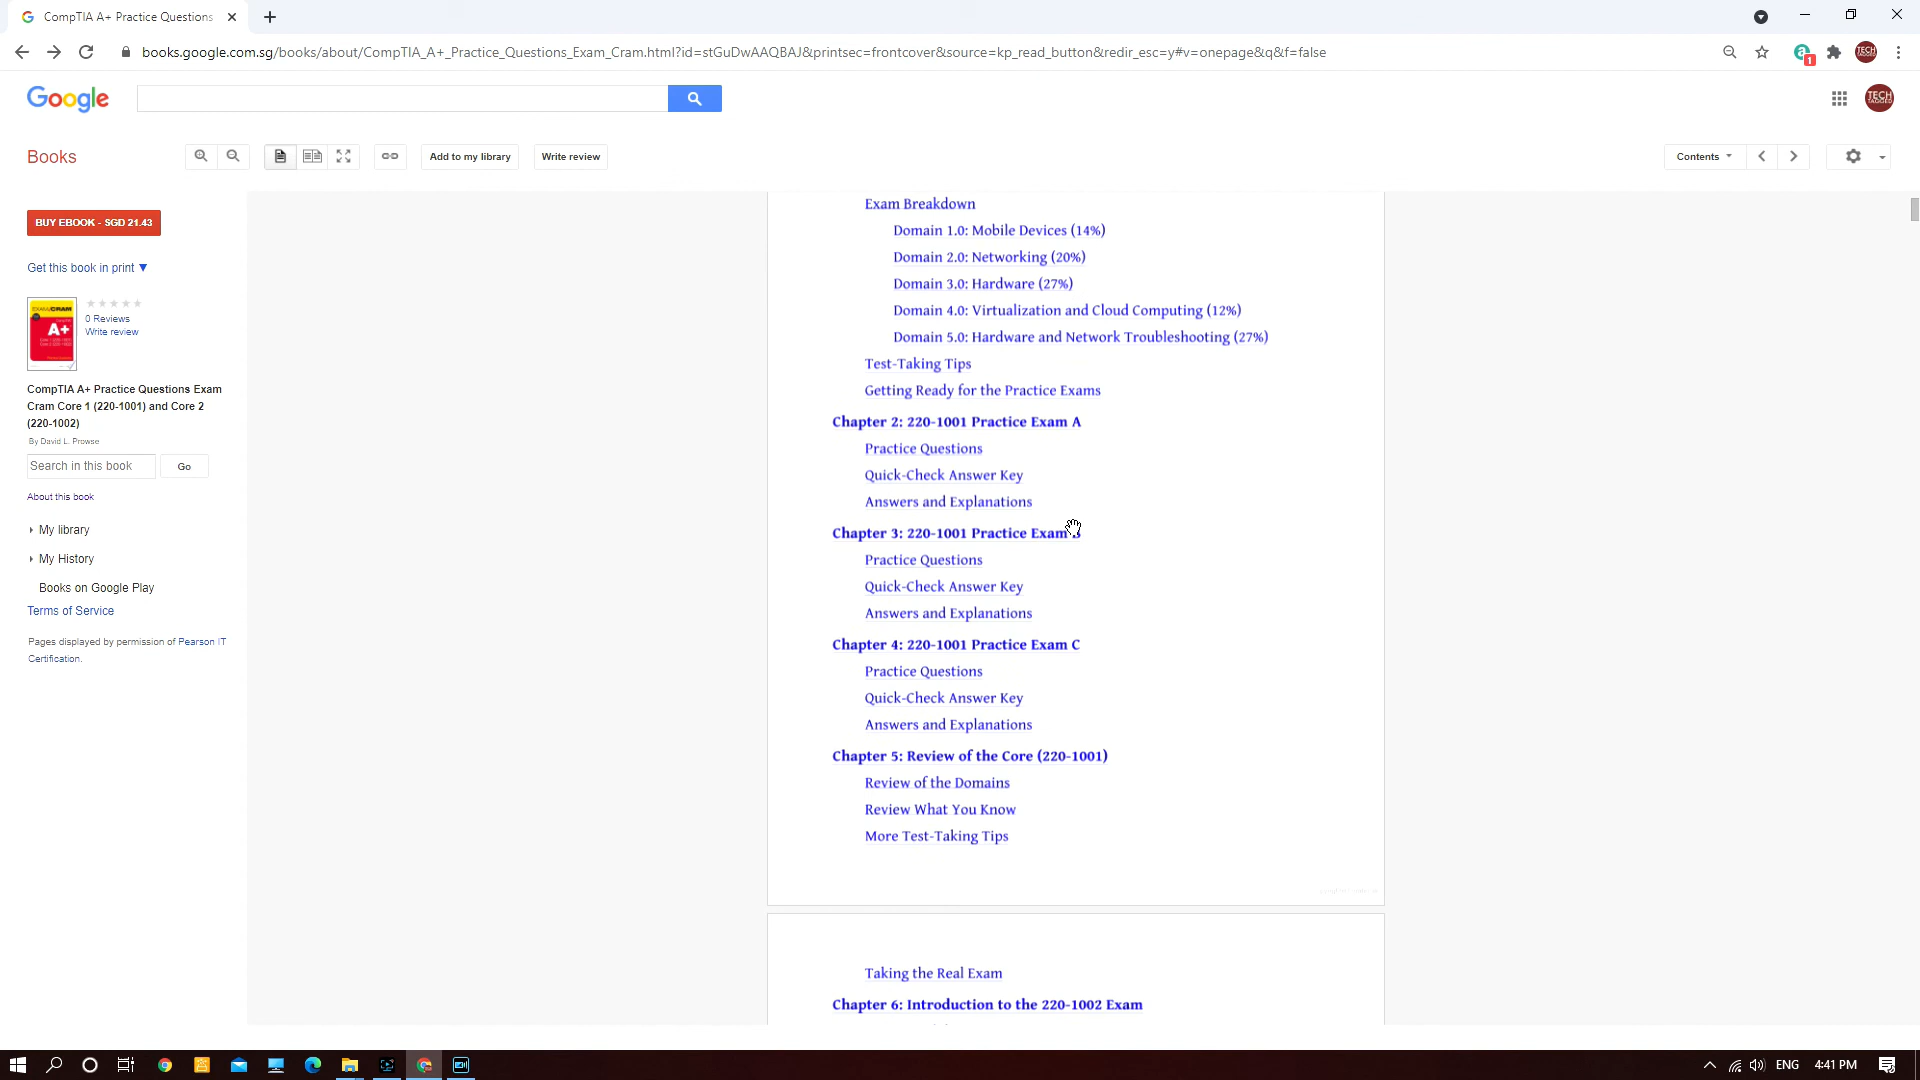 CompTIA A+ Practice Questions
books.google.com.sg/books/about/CompTIA_A+_Practice_Questions_Exam_Cram.html?id=stGuDwAAQBAJ&printsec=frontcover&source=kp_read_button&redir_esc=y#v=onepage&q&f=false
1
TECH
Google
TECH
TAGGED
Books
Add to my library
Write review
Contents
BUY EBOOK - SGD 21.43
Get this book in print ▼
EXAM CRAM
A+
0 Reviews
Write review
CompTIA A+ Practice Questions Exam
Cram Core 1 (220-1001) and Core 2
(220-1002)
By David L. Prowse
Search in this book
Go
About this book
My library
My History
Books on Google Play
Terms of Service
Pages displayed by permission of Pearson IT
Certification.
Exam Breakdown
Domain 1.0: Mobile Devices (14%)
Domain 2.0: Networking (20%)
Domain 3.0: Hardware (27%)
Domain 4.0: Virtualization and Cloud Computing (12%)
Domain 5.0: Hardware and Network Troubleshooting (27%)
Test-Taking Tips
Getting Ready for the Practice Exams
Chapter 2: 220-1001 Practice Exam A
Practice Questions
Quick-Check Answer Key
Answers and Explanations
Chapter 3: 220-1001 Practice Exam
Practice Questions
Quick-Check Answer Key
Answers and Explanations
Chapter 4: 220-1001 Practice Exam C
Practice Questions
Quick-Check Answer Key
Answers and Explanations
Chapter 5: Review of the Core (220-1001)
Review of the Domains
Review What You Know
More Test-Taking Tips
Taking the Real Exam
Chapter 6: Introduction to the 220-1002 Exam
ENG
4:41 PM